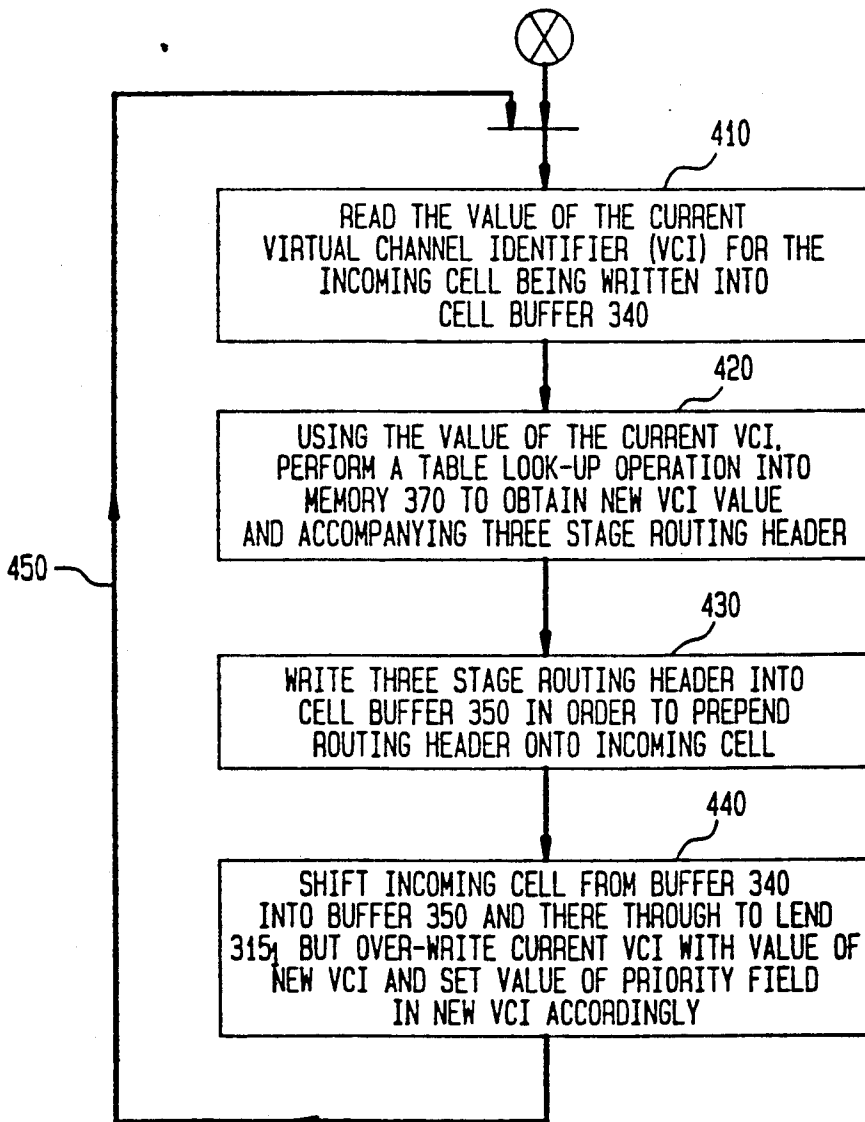 410
READ THE VALUE OF THE CURRENT
VIRTUAL CHANNEL IDENTIFIER (VCI) FOR THE
INCOMING CELL BEING WRITTEN INTO
CELL BUFFER 340
420
USING THE VALUE OF THE CURRENT VCI,
PERFORM A TABLE LOOK-UP OPERATION INTO
MEMORY 370 TO OBTAIN NEW VCI VALUE
AND ACCOMPANYING THREE STAGE ROUTING HEADER
450
430
WRITE THREE STAGE ROUTING HEADER INTO
CELL BUFFER 350 IN ORDER TO PREPEND
ROUTING HEADER ONTO INCOMING CELL
440
SHIFT INCOMING CELL FROM BUFFER 340
INTO BUFFER 350 AND THERE THROUGH TO LEND
315₁ BUT OVER-WRITE CURRENT VCI WITH VALUE OF
NEW VCI AND SET VALUE OF PRIORITY FIELD
IN NEW VCI ACCORDINGLY